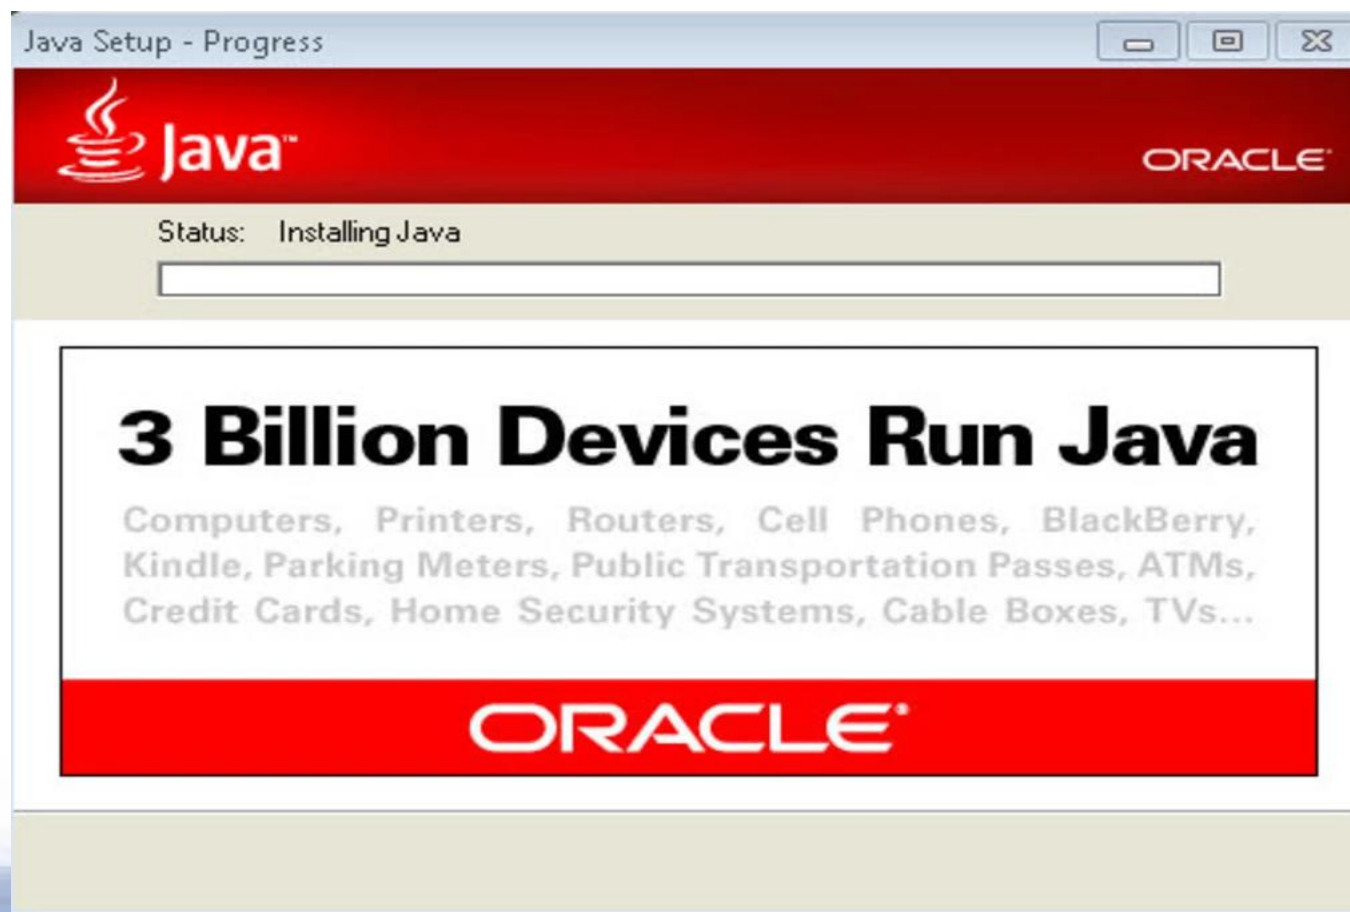 Java Setup - Progress
Java™
ORACLE®
Status: Installing Java
3 Billion Devices Run Java
Computers, Printers, Routers, Cell Phones, BlackBerry,
Kindle, Parking Meters, Public Transportation Passes, ATMs,
Credit Cards, Home Security Systems, Cable Boxes, TVs...
ORACLE®